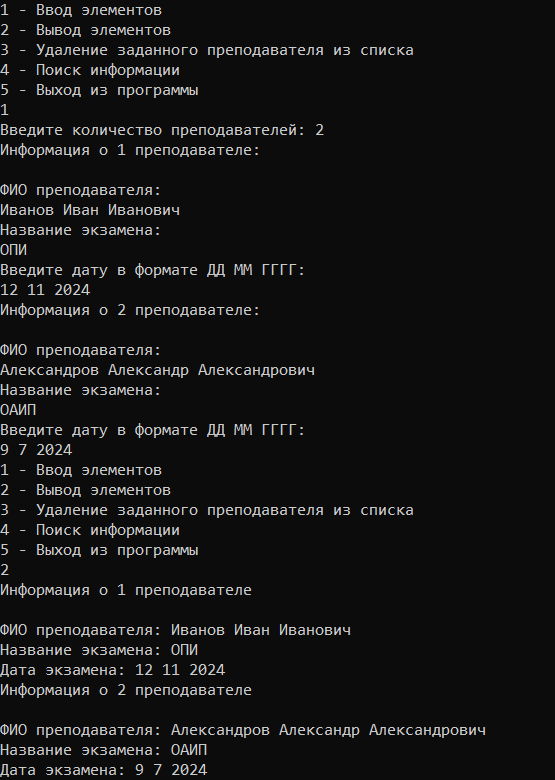 1 - Ввод элементов
2 - Вывод элементов
3 - Удаление заданного преподавателя из списка
4 - Поиск информации
5 - Выход из программы
1
Введите количество преподавателей: 2
Информация о 1 преподавателе:
ФИО преподавателя:
Иванов Иван Иванович
Название экзамена:
ОПИ
Введите дату в формате ДД ММ ГГГГ:
12 11 2024
Информация о 2 преподавателе:
ФИО преподавателя:
Александров Александр Александрович
Название экзамена:
ОАИП
Введите дату в формате ДД ММ ГГГГ:
9 7 2024
1 - Ввод элементов
2 - Вывод элементов
3 - Удаление заданного преподавателя из списка
4 - Поиск информации
5 - Выход из программы
2
Информация о 1 преподавателе
ФИО преподавателя: Иванов Иван Иванович
Название экзамена: ОПИ
Дата экзамена: 12 11 2024
Информация о 2 преподавателе
ФИО преподавателя: Александров Александр Александрович
Название экзамена: ОАИП
Дата экзамена: 9 7 2024